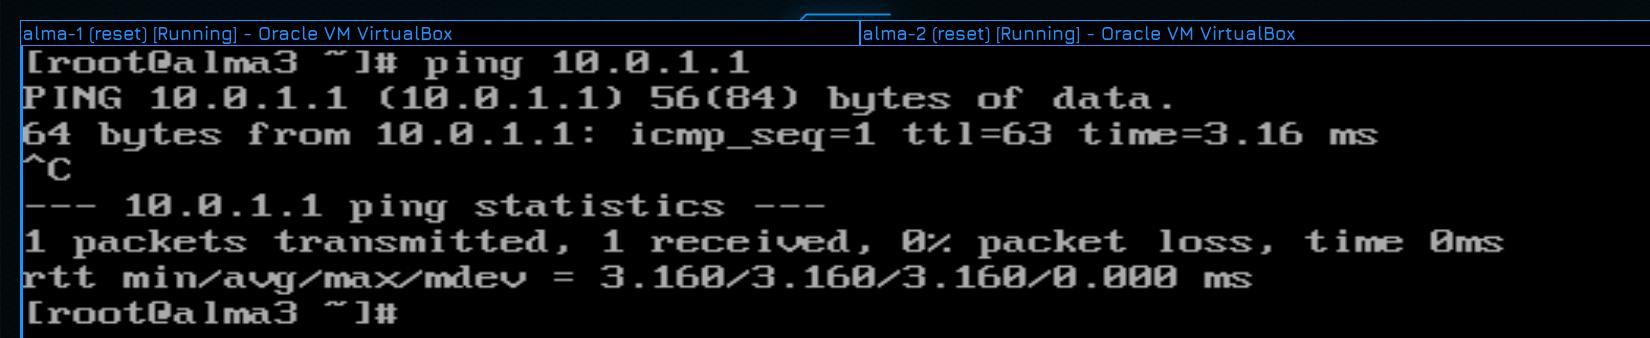 alma-1 (reset) [Running] - Oracle VM VirtualBox
alma-2 (reset) [Running] - Oracle VM VirtualBox
[root@alma3 ~]# ping 10.0.1.1
PING 10.0.1.1 (10.0.1.1) 56(84) bytes of data.
64 bytes from 10.0.1.1: icmp_seq=1 ttl=63 time=3.16 ms
^C
--- 10.0.1.1 ping statistics ---
1 packets transmitted, 1 received, 0% packet loss, time 0ms
rtt min/avg/max/mdev = 3.160/3.160/3.160/0.000 ms
[root@alma3 ~]#